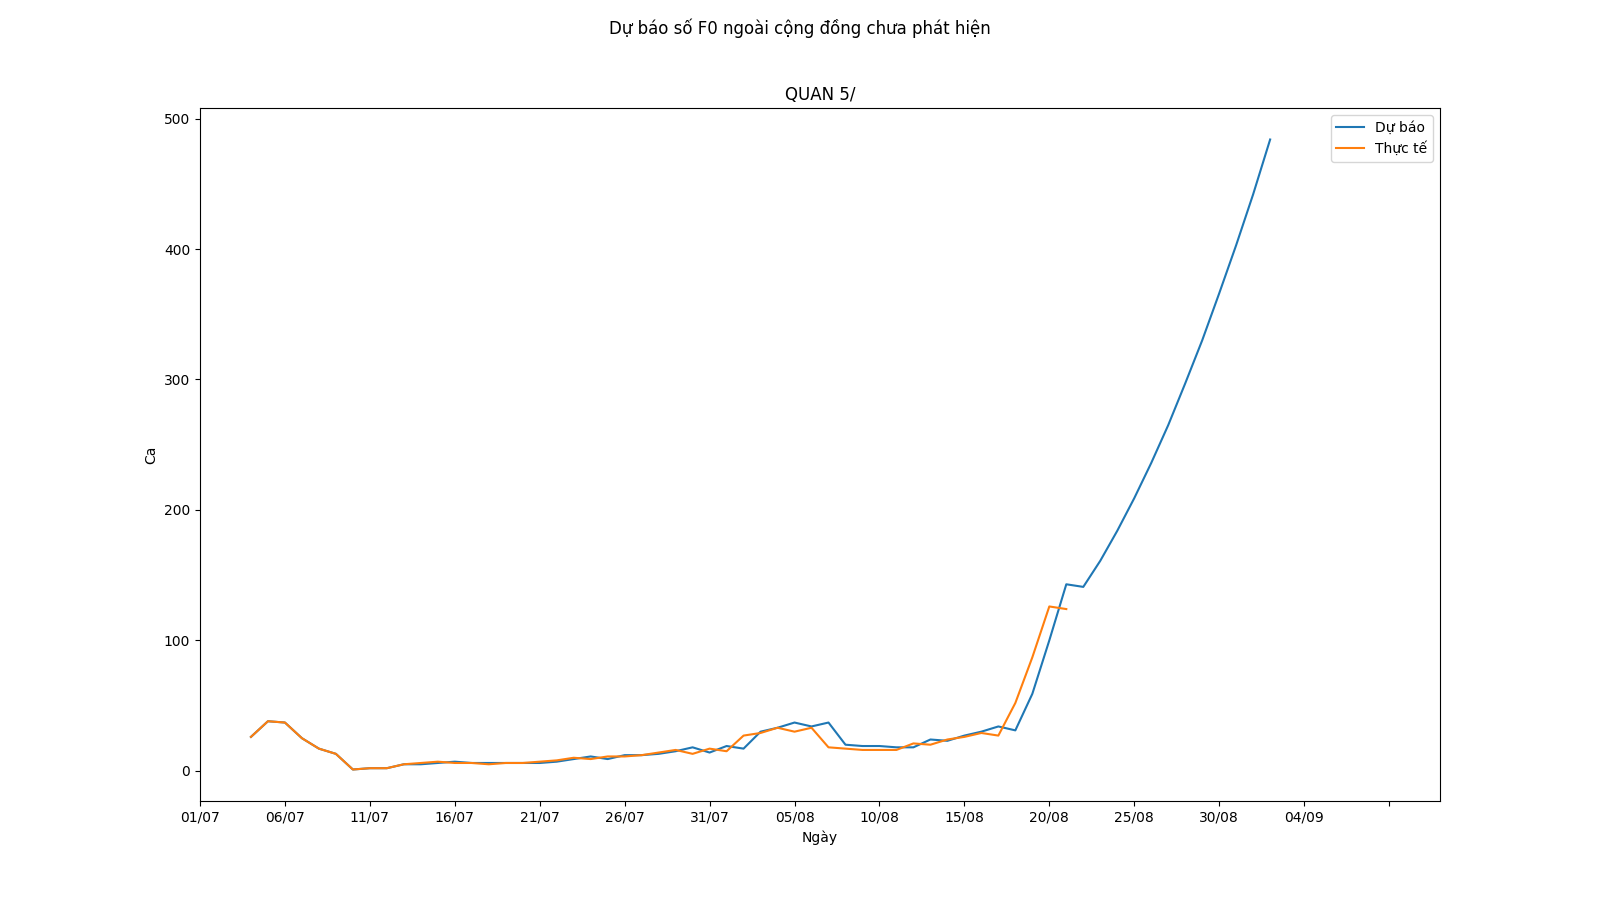 Dự báo số F0 ngoài cộng đồng chưa phát hiện
QUAN 5/
Dự báo
Thực tế
500
400
300
200
100
0
Ca
01/07 06/07 11/07 16/07 21/07 26/07 31/07 05/08 10/08 15/08 20/08 25/08 30/08 04/09
Ngày